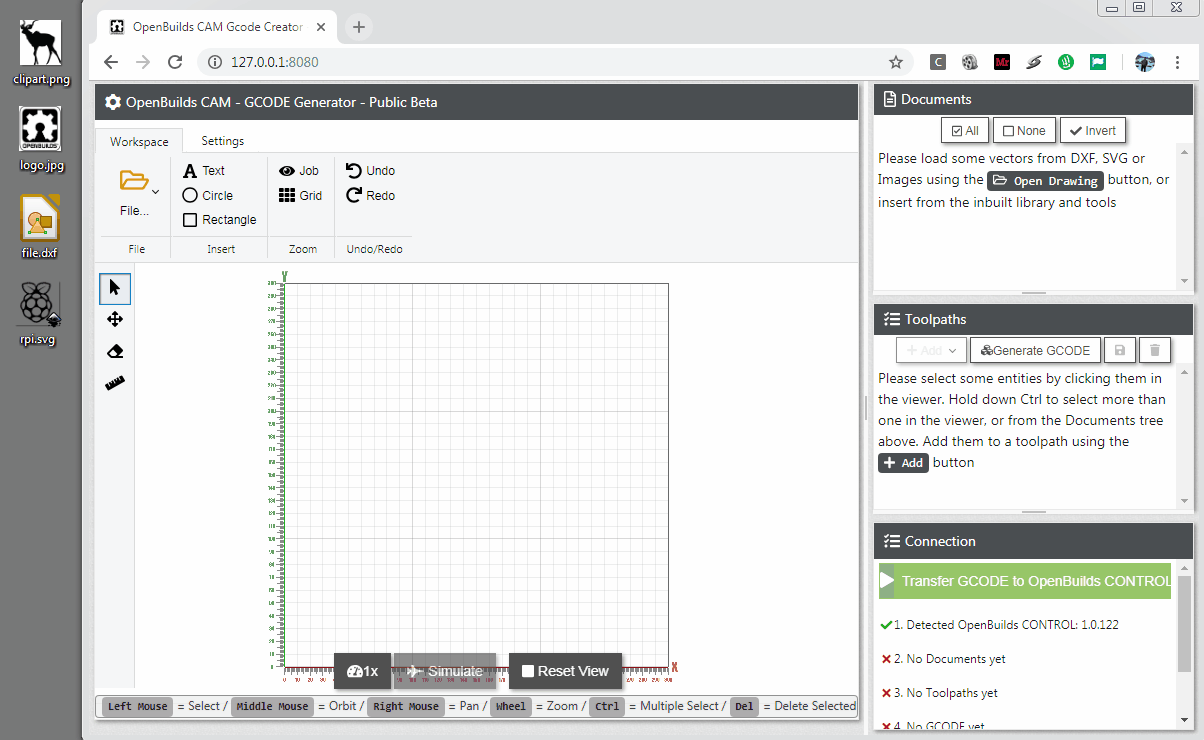 clipart.png
OPENBUILDS
logo.jpg
file.dxf
rpi.svg
OpenBuilds CAM Gcode Creator
127.0.0.1:8080
C
Mr
OpenBuilds CAM - GCODE Generator - Public Beta
Workspace
Settings
File...
File
A Text
Circle
Rectangle
Insert
Job
Grid
Zoom
Undo
Redo
Undo/Redo
Y
X
1x
Simulate
Reset View
Left Mouse = Select / Middle Mouse = Orbit / Right Mouse = Pan / Wheel = Zoom / Ctrl = Multiple Select / Del = Delete Selected
Documents
All
None
Invert
Please load some vectors from DXF, SVG or
Images using the Open Drawing button, or
insert from the inbuilt library and tools
Toolpaths
+ Add
Generate GCODE
Please select some entities by clicking them in
the viewer. Hold down Ctrl to select more than
one in the viewer, or from the Documents tree
above. Add them to a toolpath using the
+ Add button
Connection
Transfer GCODE to OpenBuilds CONTROL
1. Detected OpenBuilds CONTROL: 1.0.122
2. No Documents yet
3. No Toolpaths yet
4. No GCODE yet